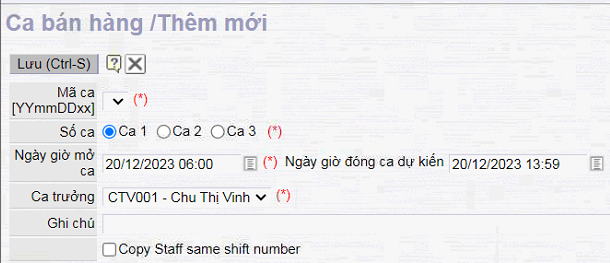 Ca bán hàng /Thêm mới
Lưu (Ctrl-S) ?
Mã ca [YYmmDDxx] (*)
Số ca Ca 1 Ca 2 Ca 3 (*)
Ngày giờ mở ca 20/12/2023 06:00 (*) Ngày giờ đóng ca dự kiến 20/12/2023 13:59
Ca trưởng CTV001 - Chu Thị Vinh (*)
Ghi chú
Copy Staff same shift number